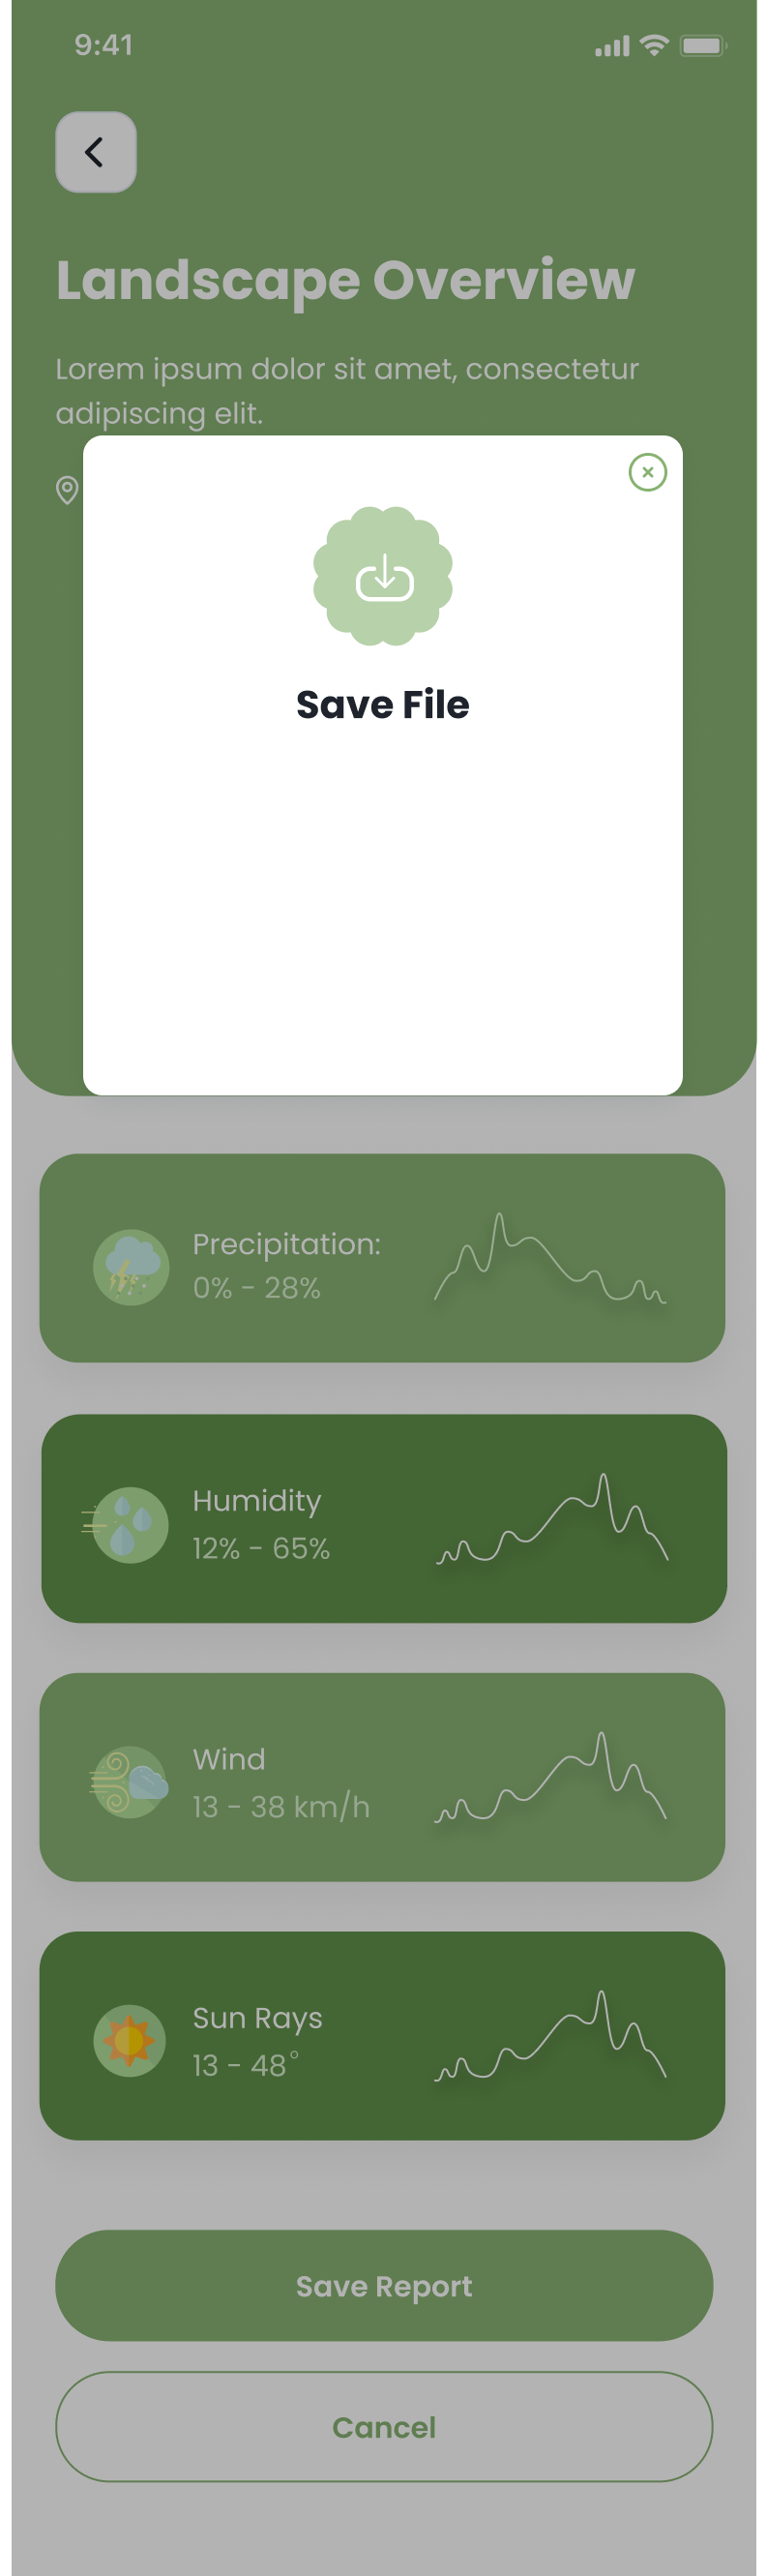 9:41
Landscape Overview
Lorem ipsum dolor sit amet, consectetur
adipiscing elit.
Save File
Precipitation:
0% - 28%
Humidity
12% - 65%
Wind
13 - 38 km/h
Sun Rays
13 - 48°
Save Report
Cancel